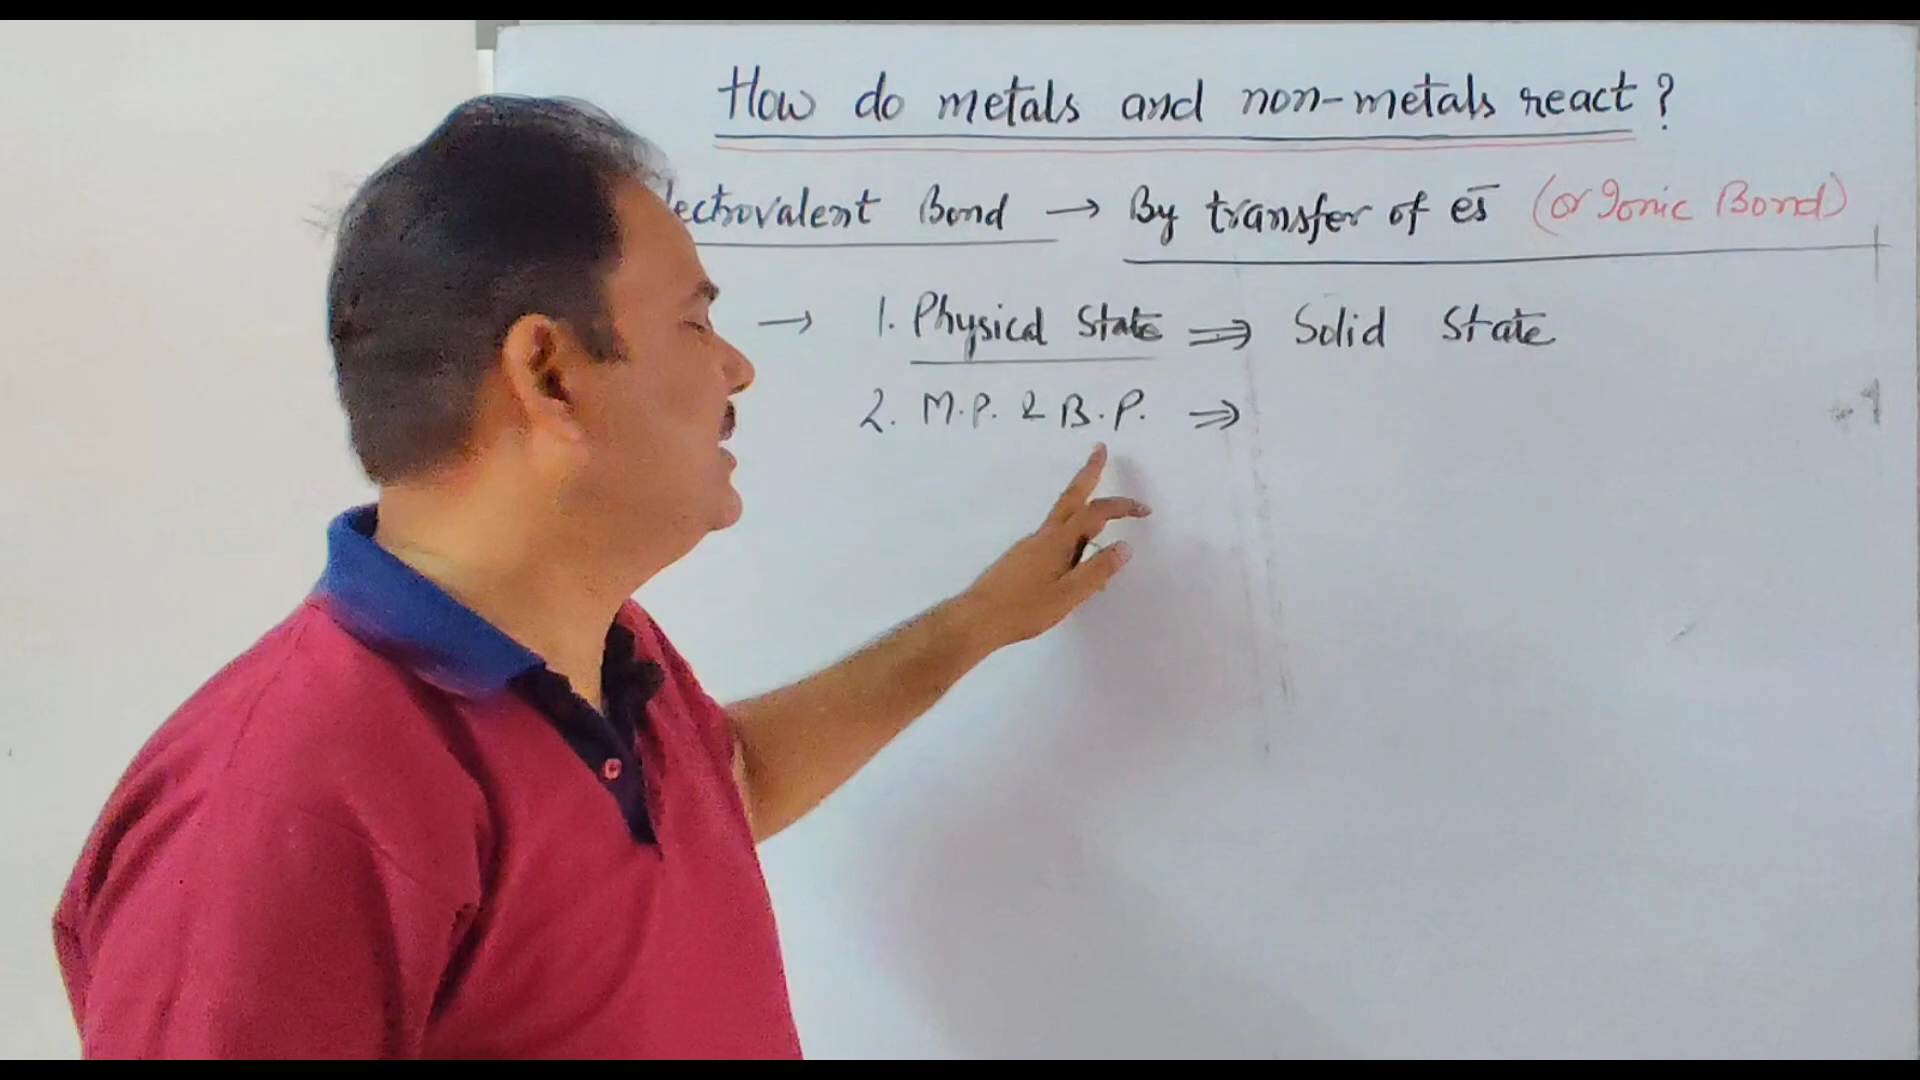 How do metals and non-metals react?
lectrovalent Bond → By transfer of es̄ (or Ionic Bond)
→ 1. Physical State ⇒ Solid State
2. M.P. & B.P. ⇒